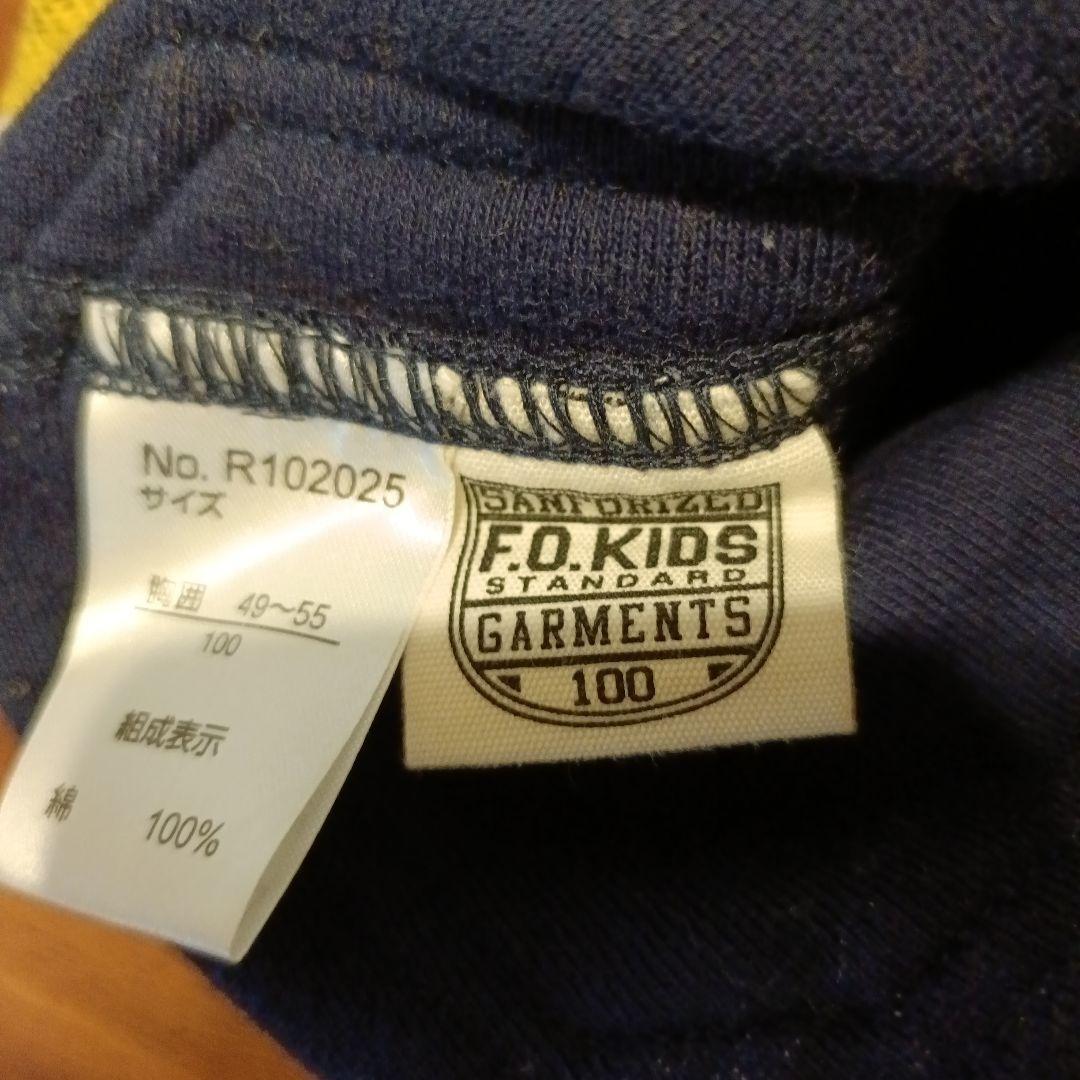 No. R102025
サイズ
胸囲 49～55
100
組成表示
綿 100%
SANFORIZED
F.O.KIDS
STANDARD
GARMENTS
100